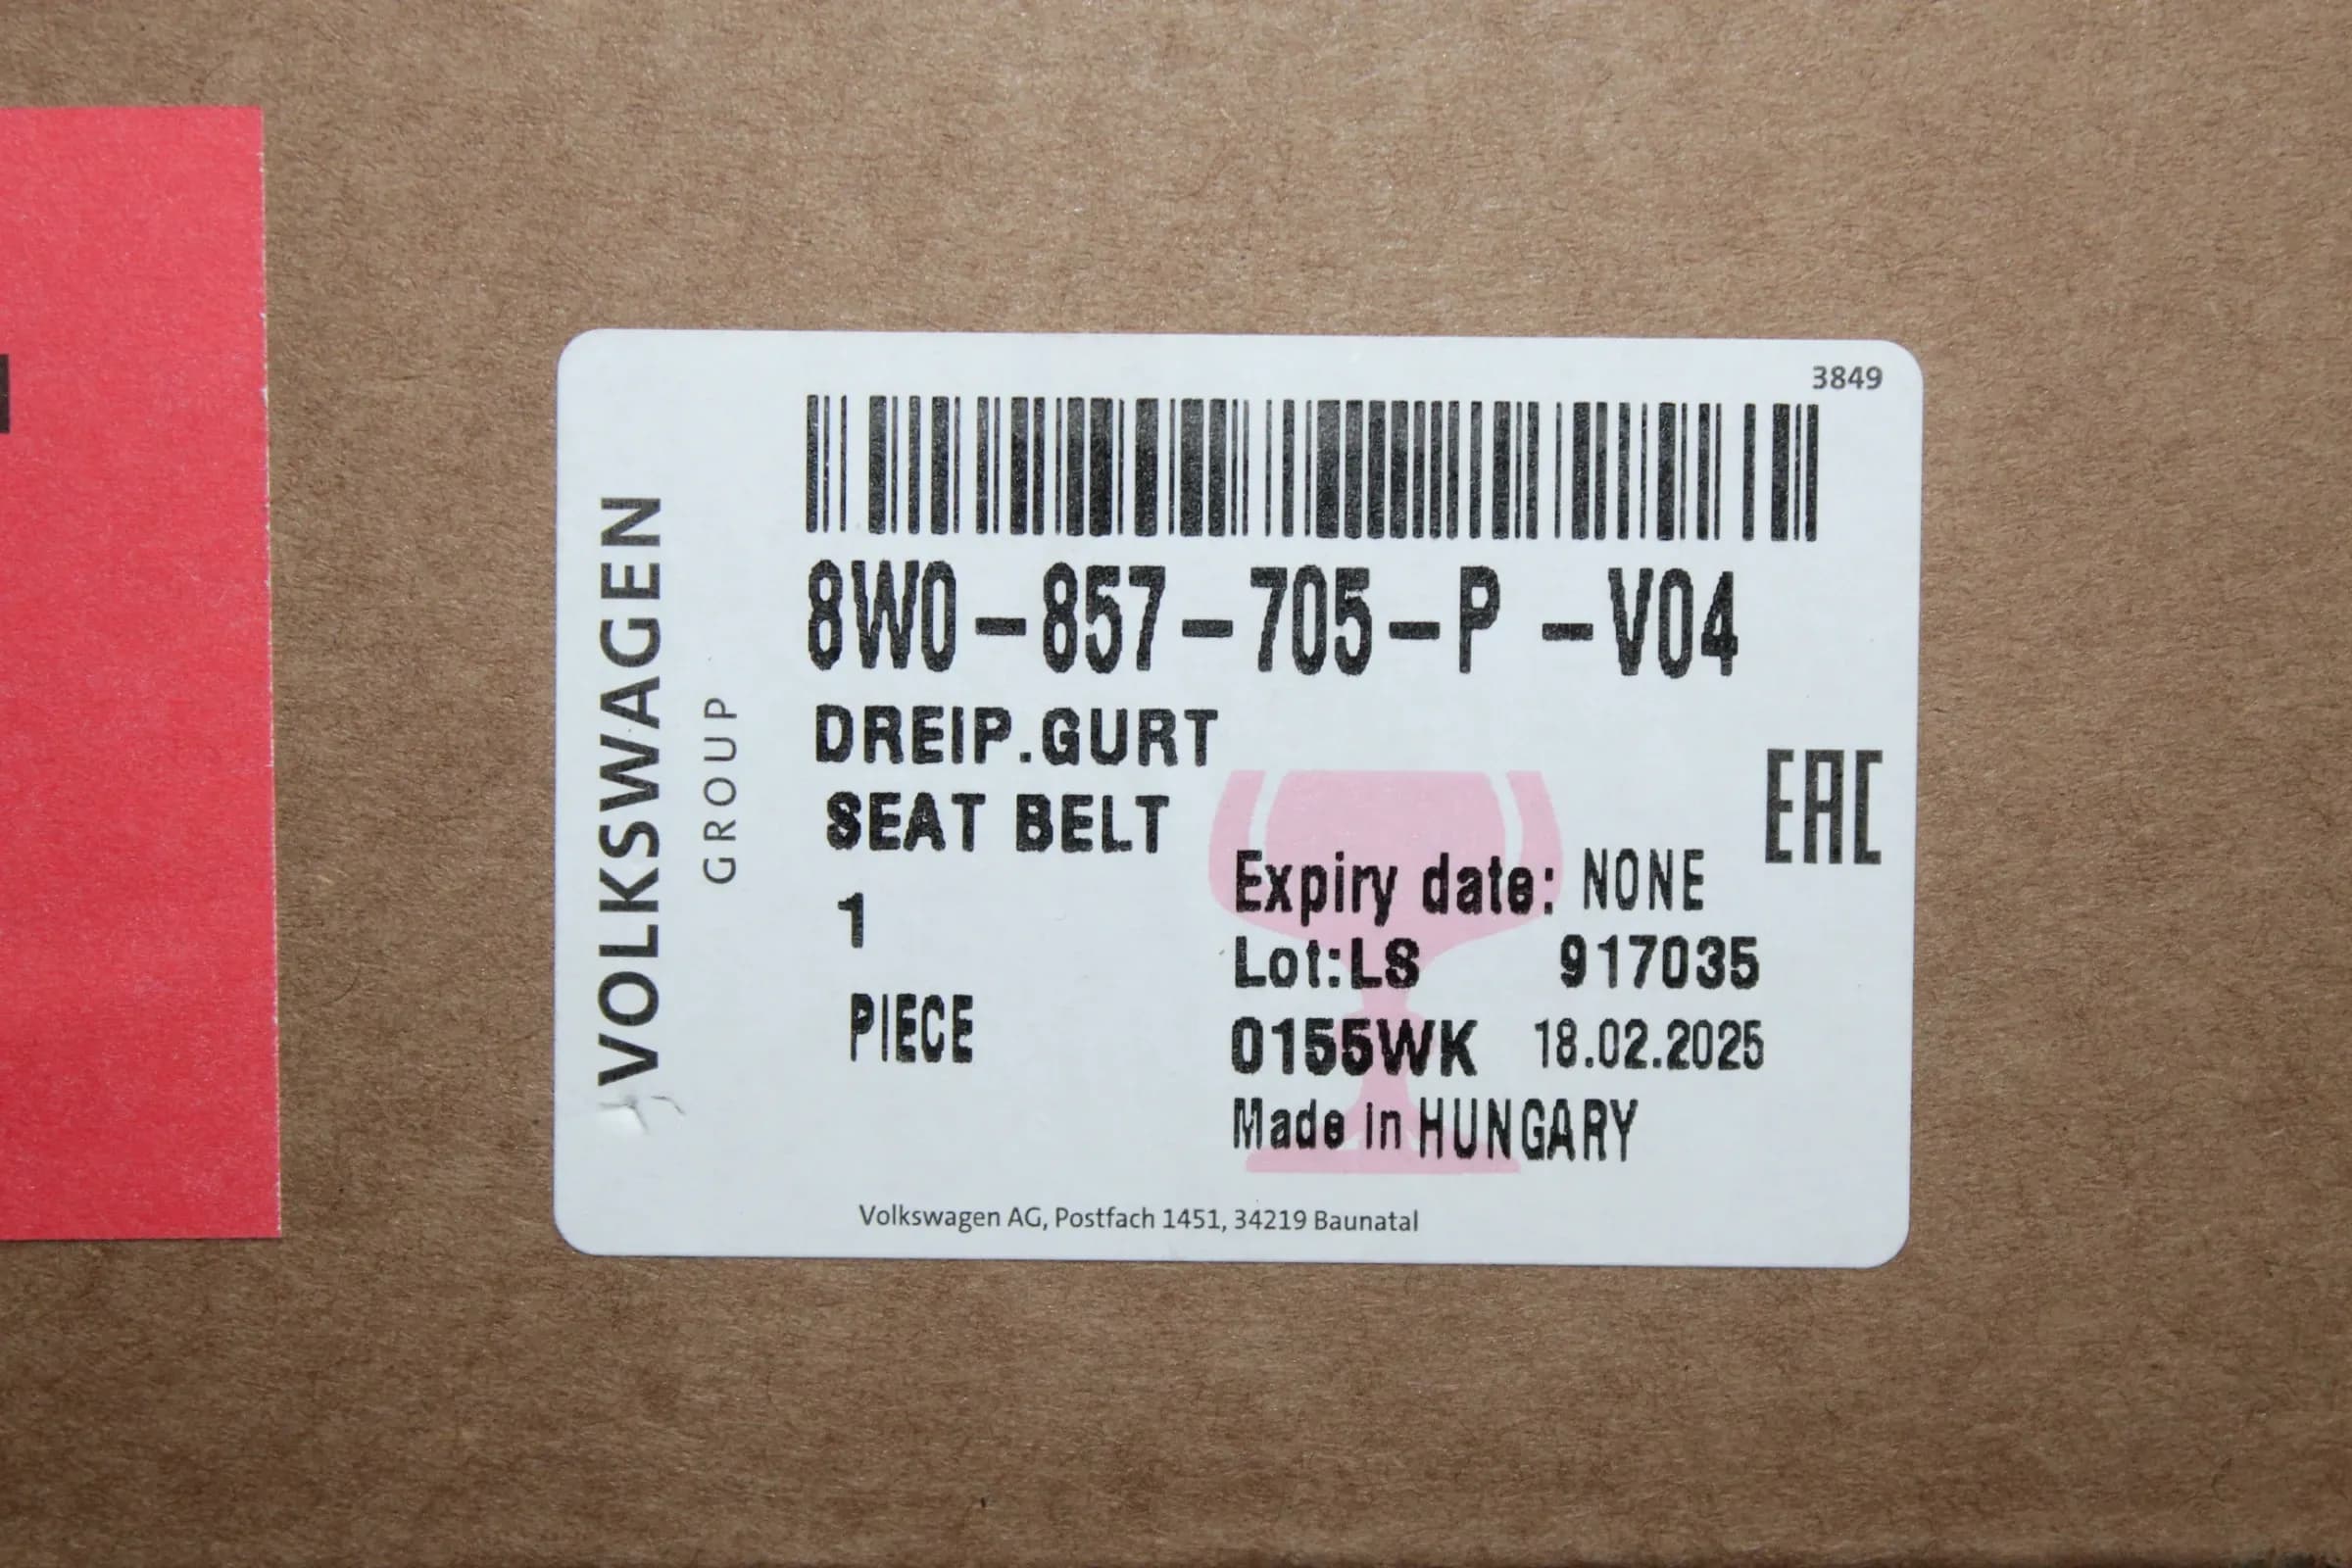 3849
VOLKSWAGEN
GROUP
8W0-857-705-P -V04
DREIP.GURT
SEAT BELT
EAC
1
Expiry date: NONE
Lot:LS 917035
PIECE
0155WK 18.02.2025
Made in HUNGARY
Volkswagen AG, Postfach 1451, 34219 Baunatal